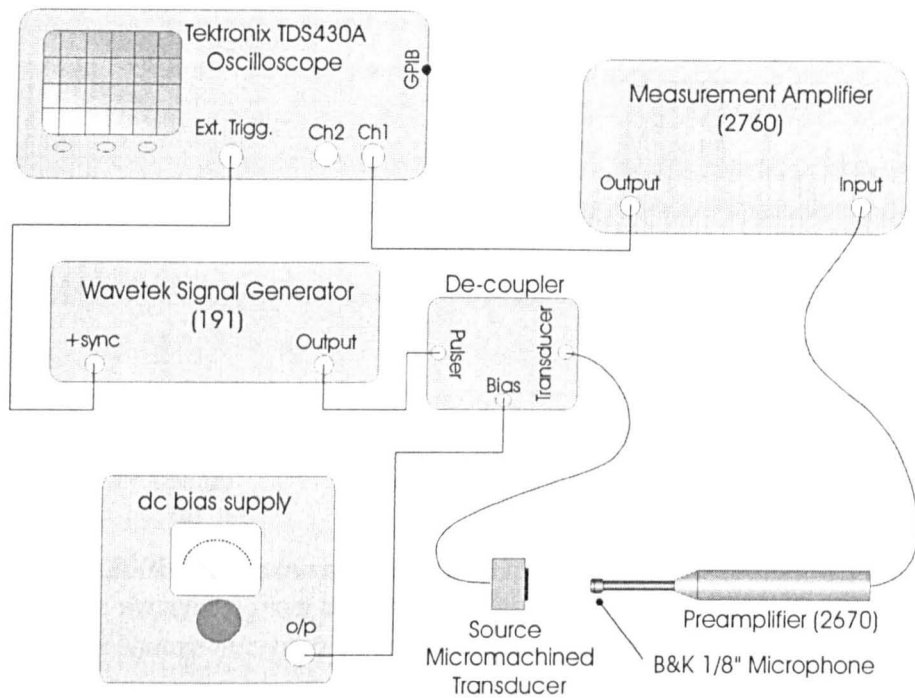 Tektronix TDS430A
Oscilloscope
GPIB
Ext. Trigg.
Ch2
Ch1
Measurement Amplifier
(2760)
Output
Input
Wavetek Signal Generator
(191)
+sync
Output
De-coupler
Pulser
Bias
Transducer
dc bias supply
o/p
Source
Micromachined
Transducer
Preamplifier (2670)
B&K 1/8" Microphone